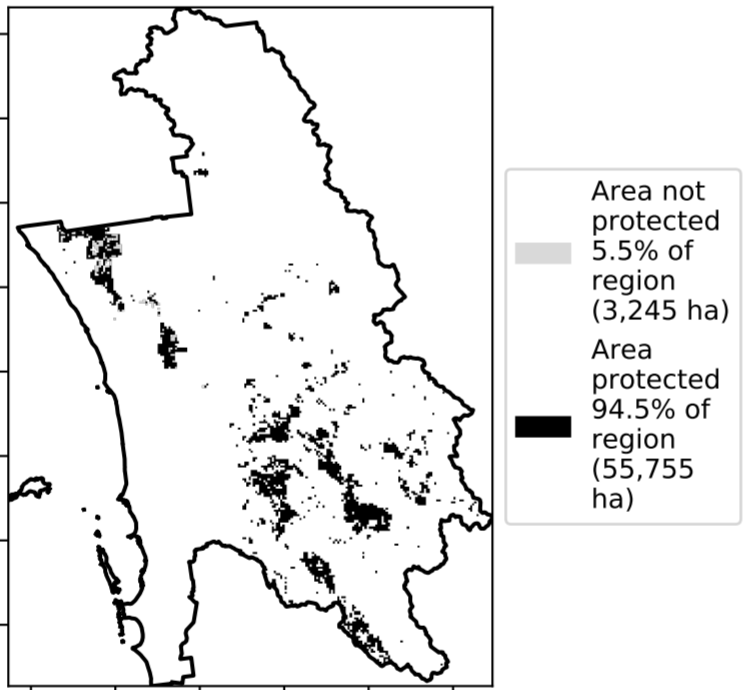 Area not
protected
5.5% of
region
(3,245 ha)
Area
protected
94.5% of
region
(55,755
ha)